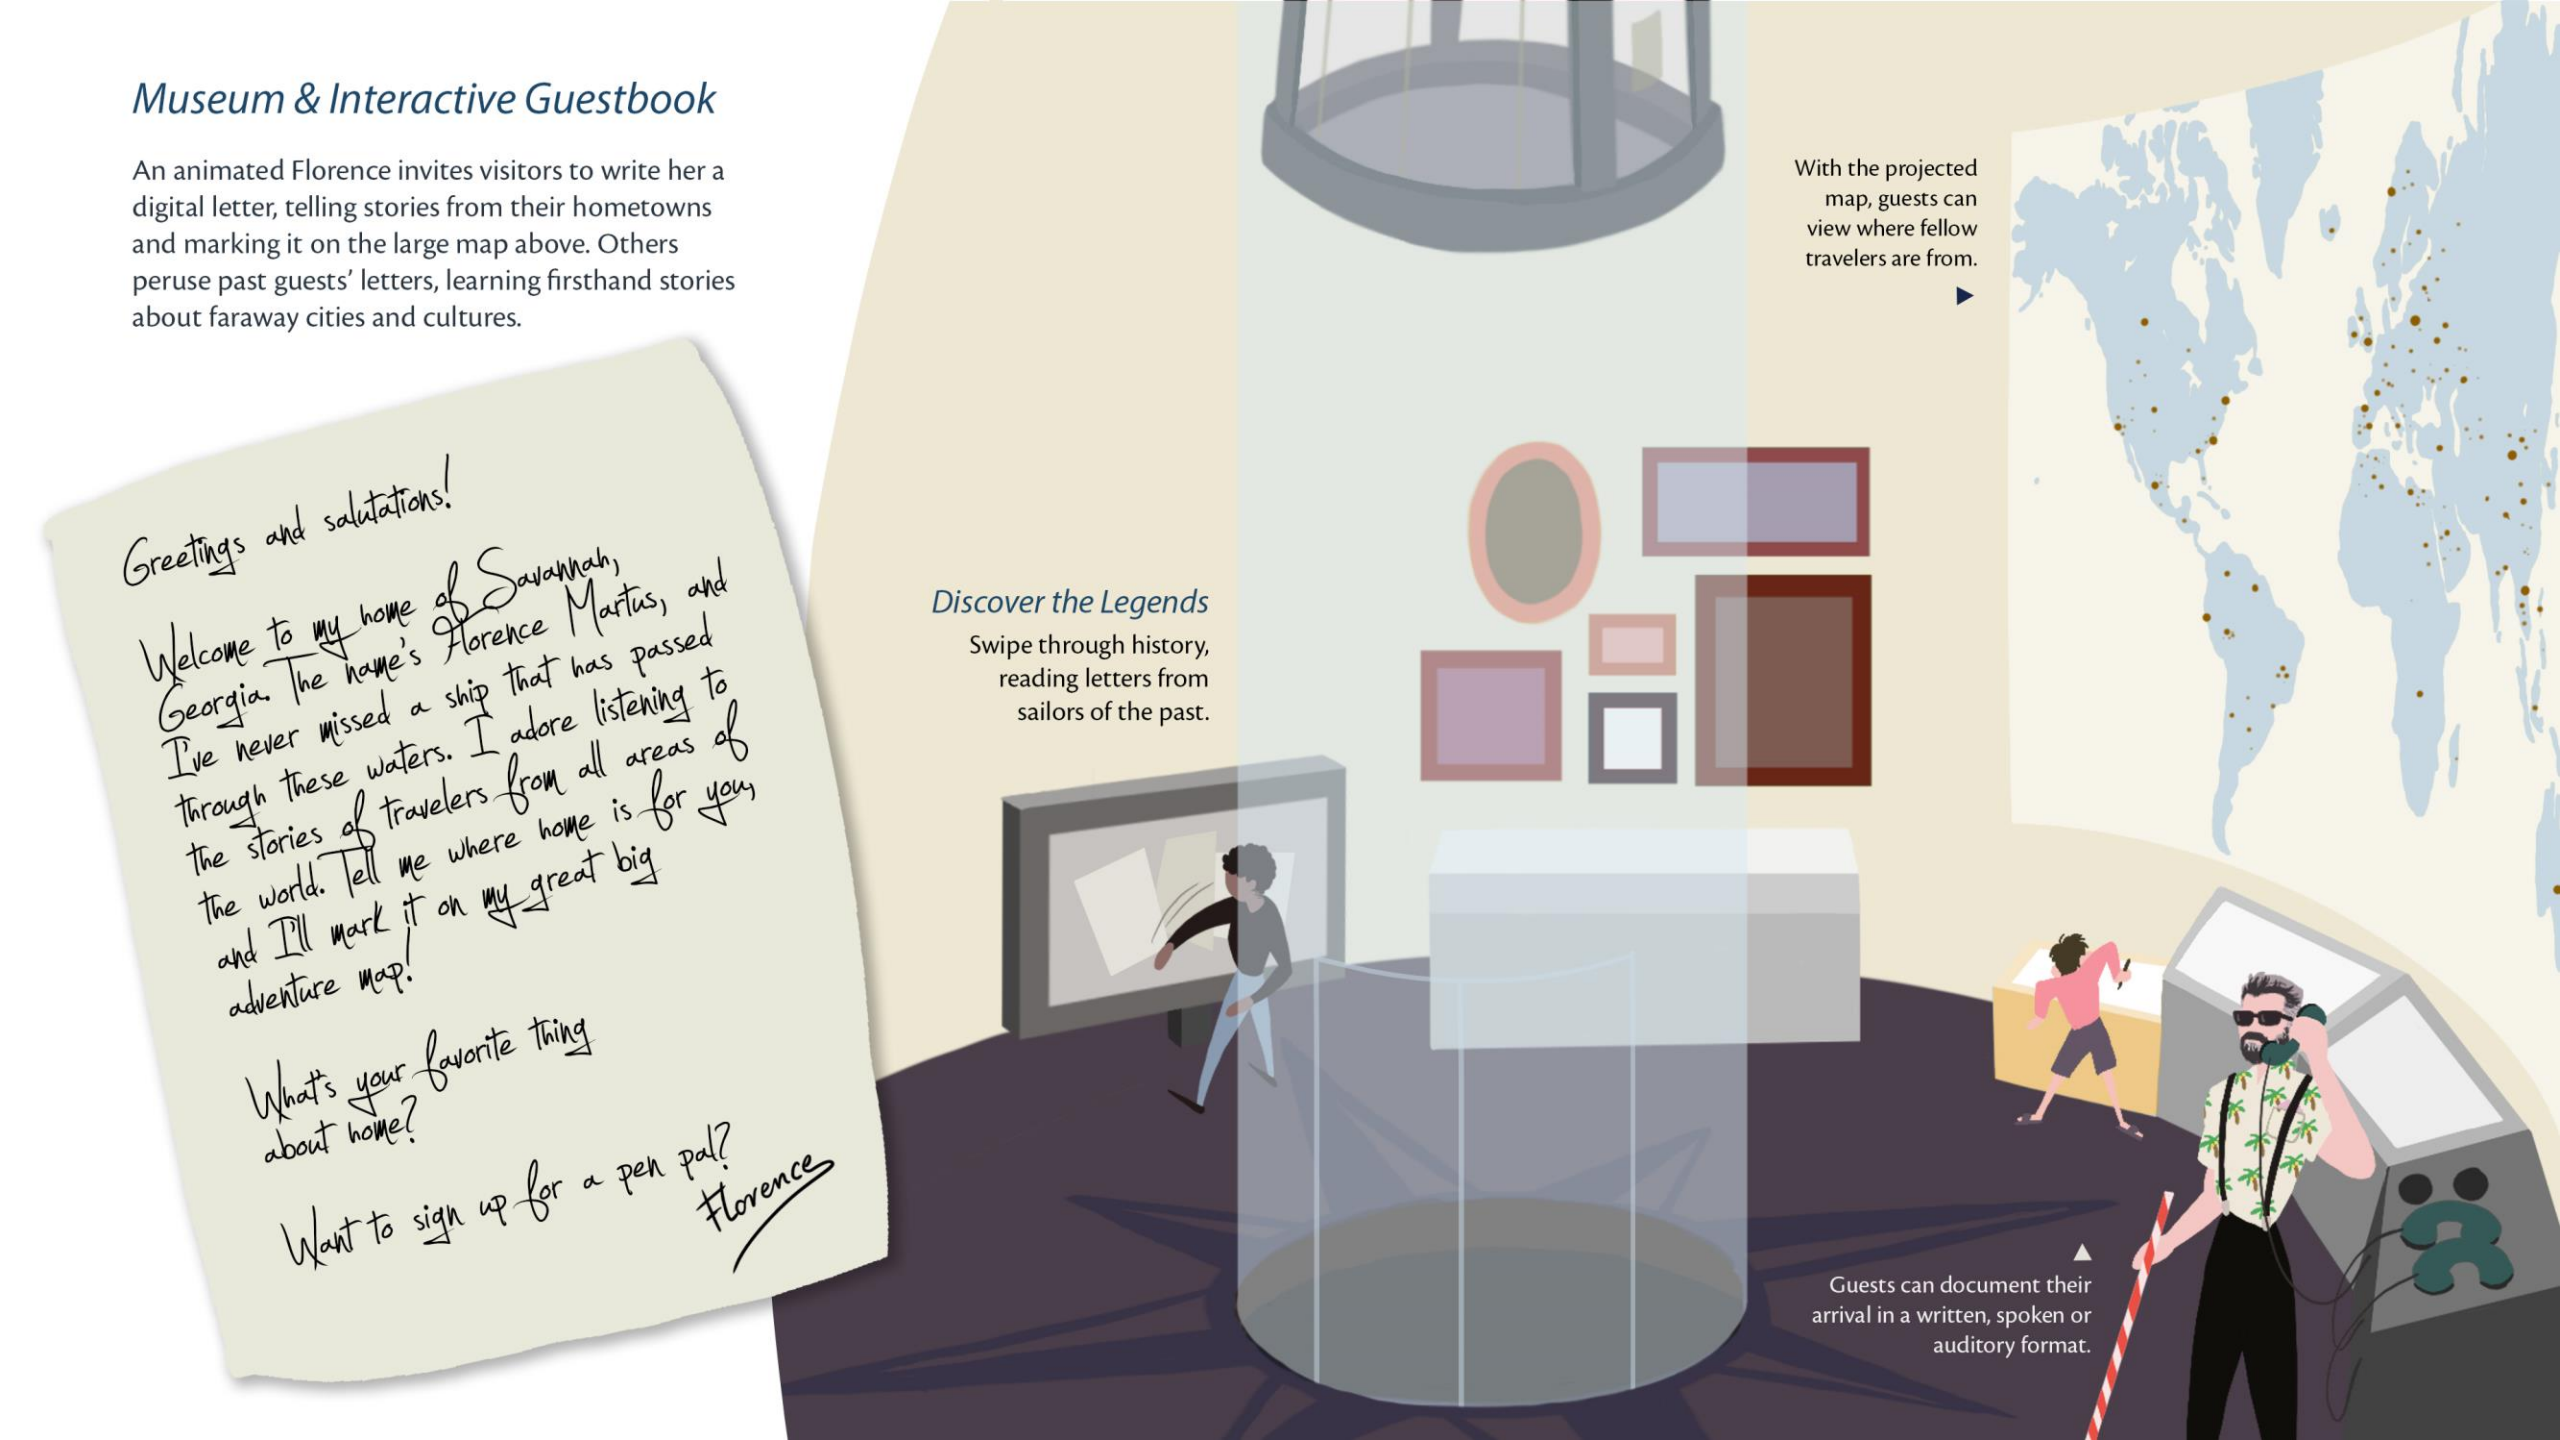 Museum & Interactive Guestbook
An animated Florence invites visitors to write her a
digital letter, telling stories from their hometowns
and marking it on the large map above. Others
peruse past guests' letters, learning firsthand stories
about faraway cities and cultures.
Greetings and salutations!
Welcome to my home of Savannah,
Georgia. The name's Florence Martus, and
I've never missed a ship that has passed
through these waters. I adore listening to
the stories of travelers from all areas of
the world. Tell me where home is for you,
and I'll mark it on my great big
adventure map!
What's your favorite thing
about home?
Want to sign up for a pen pal?
Florence
Discover the Legends
Swipe through history,
reading letters from
sailors of the past.
With the projected
map, guests can
view where fellow
travelers are from.
Guests can document their
arrival in a written, spoken or
auditory format.